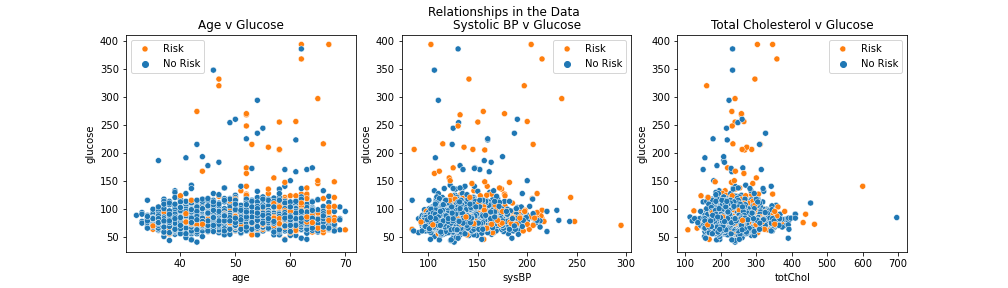 Relationships in the Data
Age v Glucose
Systolic BP v Glucose
Total Cholesterol v Glucose
glucose
400
350
300
250
200
150
100
50
Risk
No Risk
40
50
60
70
age
glucose
400
350
300
250
200
150
100
50
Risk
No Risk
100
150
200
250
300
sysBP
glucose
400
350
300
250
200
150
100
50
Risk
No Risk
100
200
300
400
500
600
700
totChol